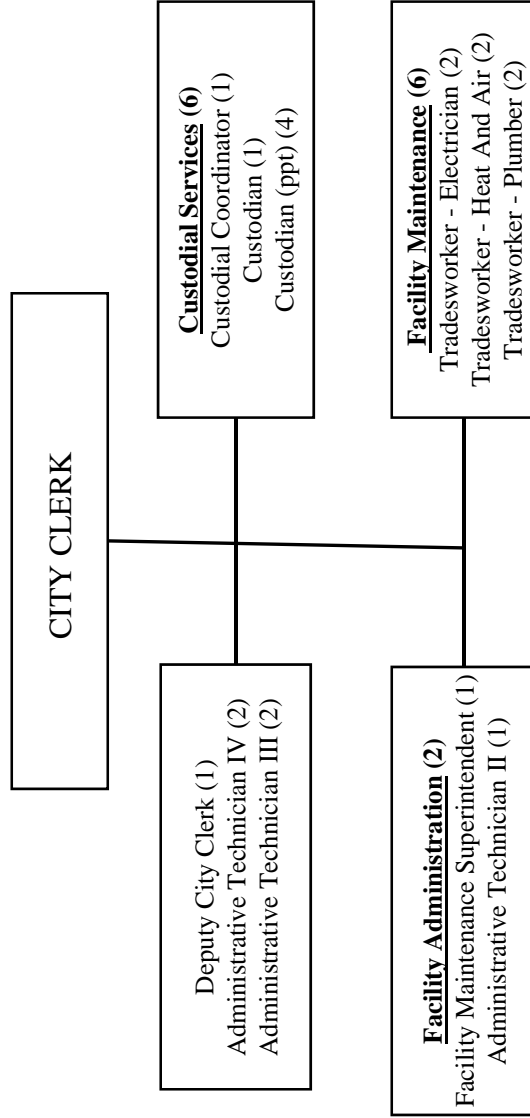 CITY CLERK
Deputy City Clerk (1)
Administrative Technician IV (2)
Administrative Technician III (2)
Custodial Services (6)
Custodial Coordinator (1)
Custodian (1)
Custodian (ppt) (4)
Facility Administration (2)
Facility Maintenance Superintendent (1)
Administrative Technician II (1)
Facility Maintenance (6)
Tradesworker - Electrician (2)
Tradesworker - Heat And Air (2)
Tradesworker - Plumber (2)